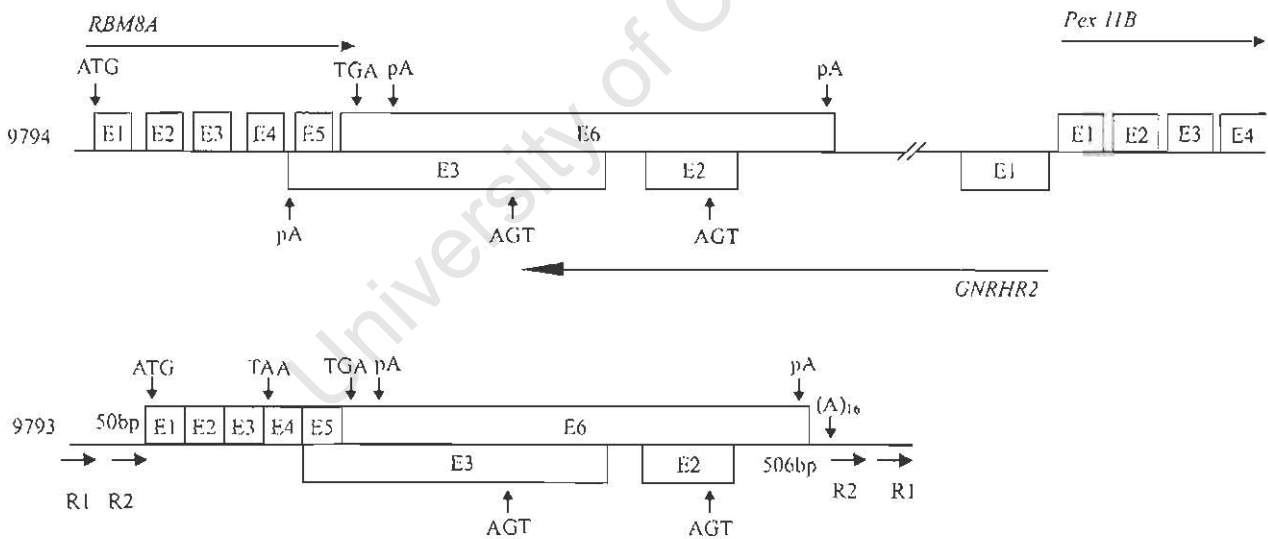 RBM8A
Pex 11B
ATG TGA pA pA
9794 E1 E2 E3 E4 E5 E6 E1 E2 E3 E4
E3 E2 E1
pA AGT AGT
GNRHR2
ATG TAA TGA pA pA
9793 50bp E1 E2 E3 E4 E5 E6 (A)16
E3 E2 506bp
R1 R2 R2 R1
AGT AGT
University of C